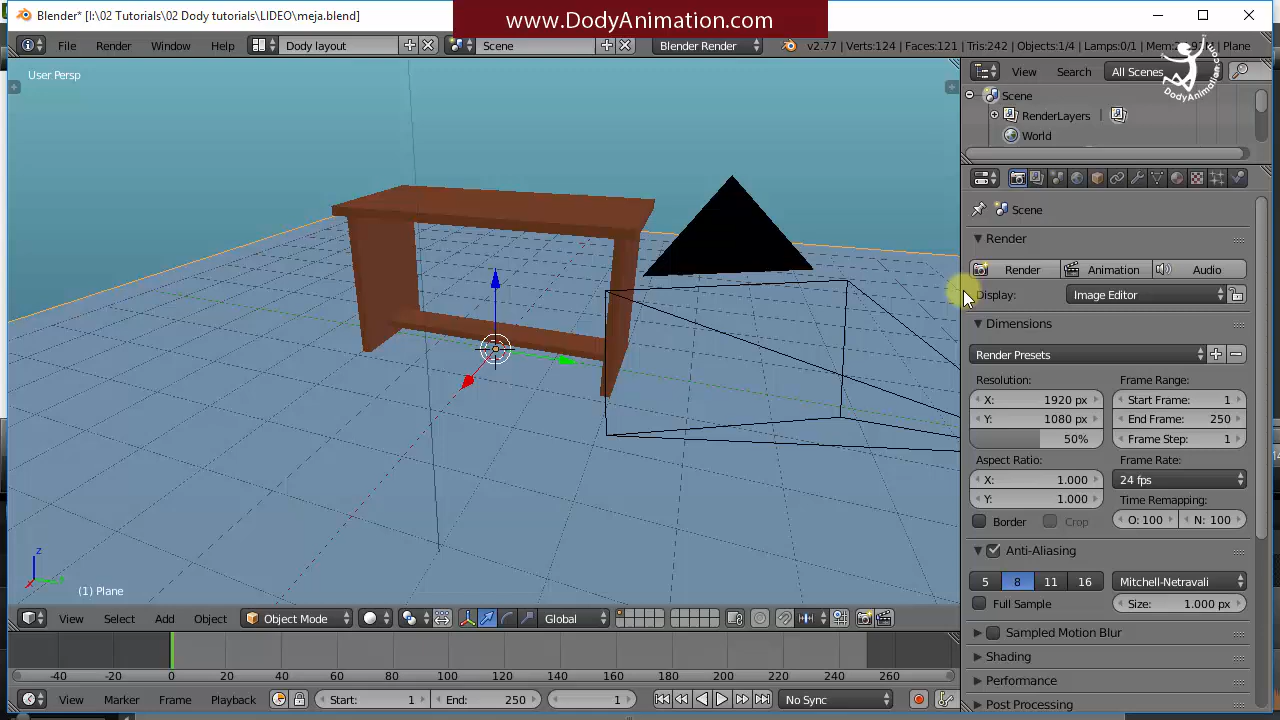 Blender* [I:\02 Tutorials\02 Dody tutorials\LIDEO\meja.blend]
www.DodyAnimation.com
File Render Window Help Dody layout Scene Blender Render v2.77 | Verts:124 | Faces:121 | Tris:242 | Objects:1/4 | Lamps:0/1 | Plane
User Persp
View Search All Scenes
DodyAnimation.com
Scene
RenderLayers
World
Scene
Render
Render Animation Audio
Display: Image Editor
Dimensions
Render Presets
Resolution: Frame Range:
X: 1920 px Start Frame: 1
Y: 1080 px End Frame: 250
50% Frame Step: 1
Aspect Ratio: Frame Rate:
X: 1.000 24 fps
Y: 1.000 Time Remapping:
Border Crop O: 100 N: 100
Anti-Aliasing
5 8 11 16 Mitchell-Netravali
Full Sample Size: 1.000 px
Sampled Motion Blur
Shading
Performance
Post Processing
z
x
(1) Plane
View Select Add Object Object Mode Global
-40 -20 0 20 40 60 80 100 120 140 160 180 200 220 240 260
View Marker Frame Playback Start: 1 End: 250 1 No Sync